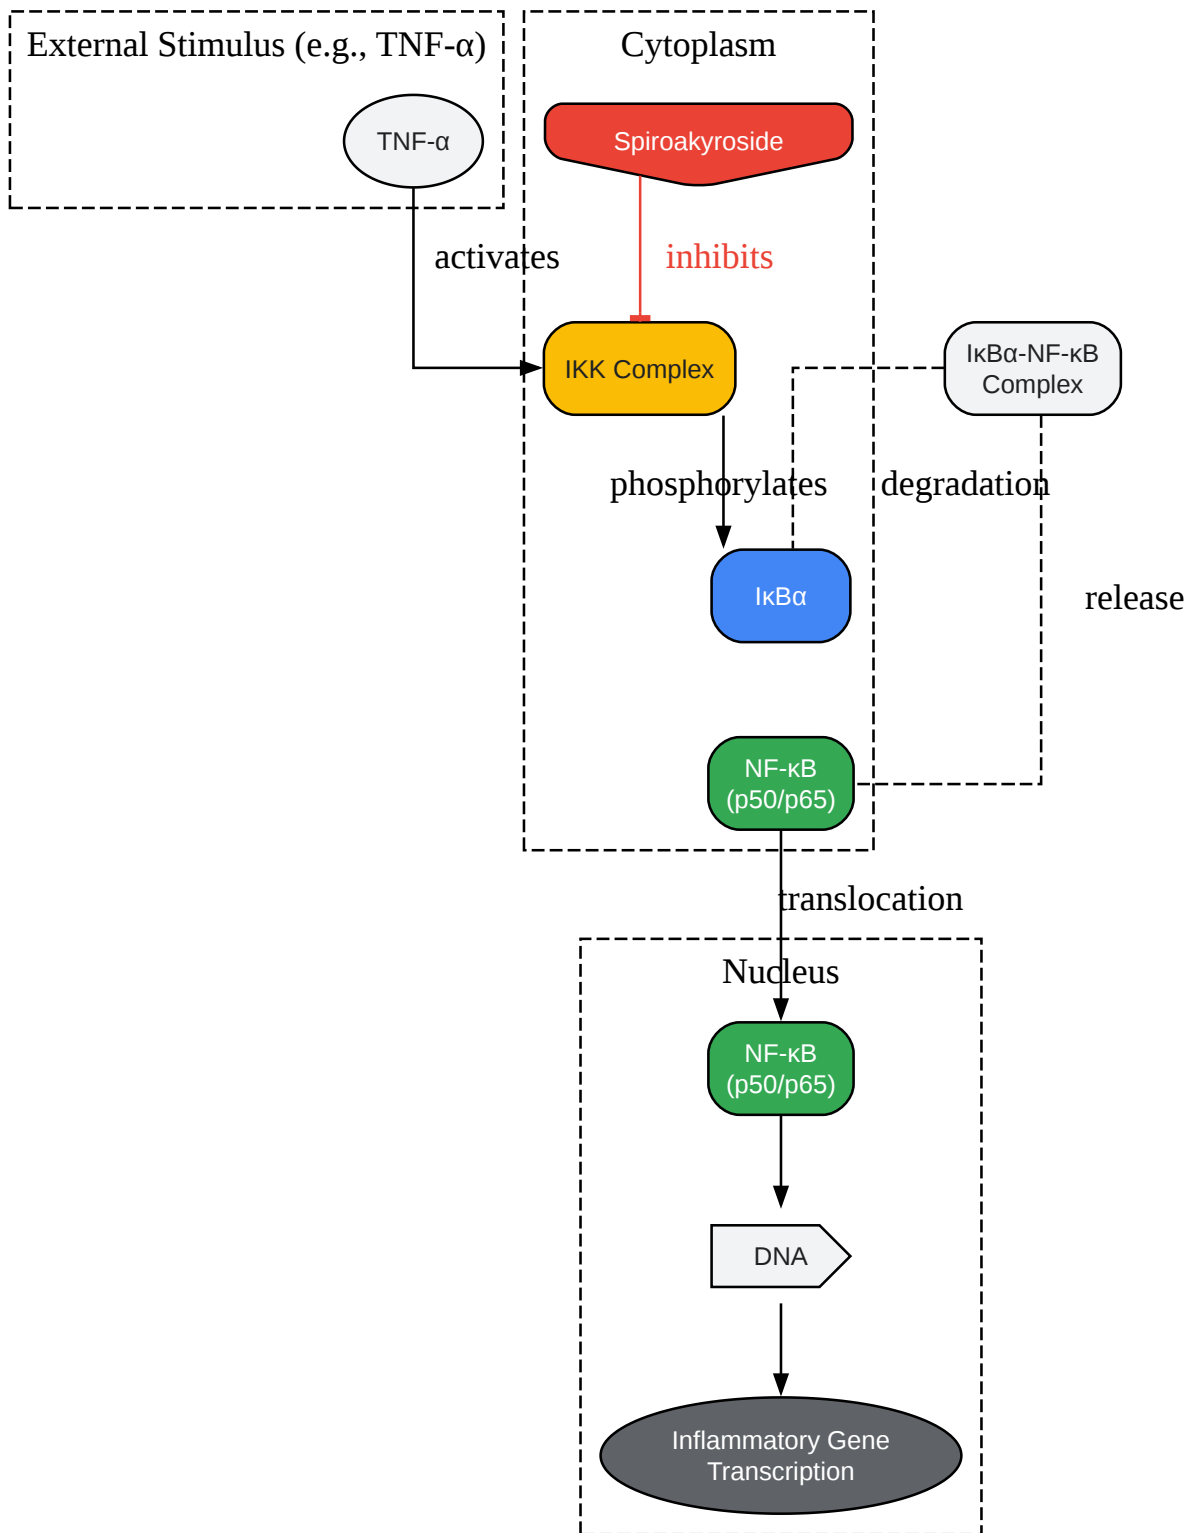 External Stimulus (e.g., TNF-α)
Cytoplasm
TNF-α
Spiroakyroside
activates
inhibits
IKK Complex
IκBα-NF-κB
Complex
phosphorylates
degradation
IκBα
release
NF-κB
(p50/p65)
translocation
Nucleus
NF-κB
(p50/p65)
DNA
Inflammatory Gene
Transcription